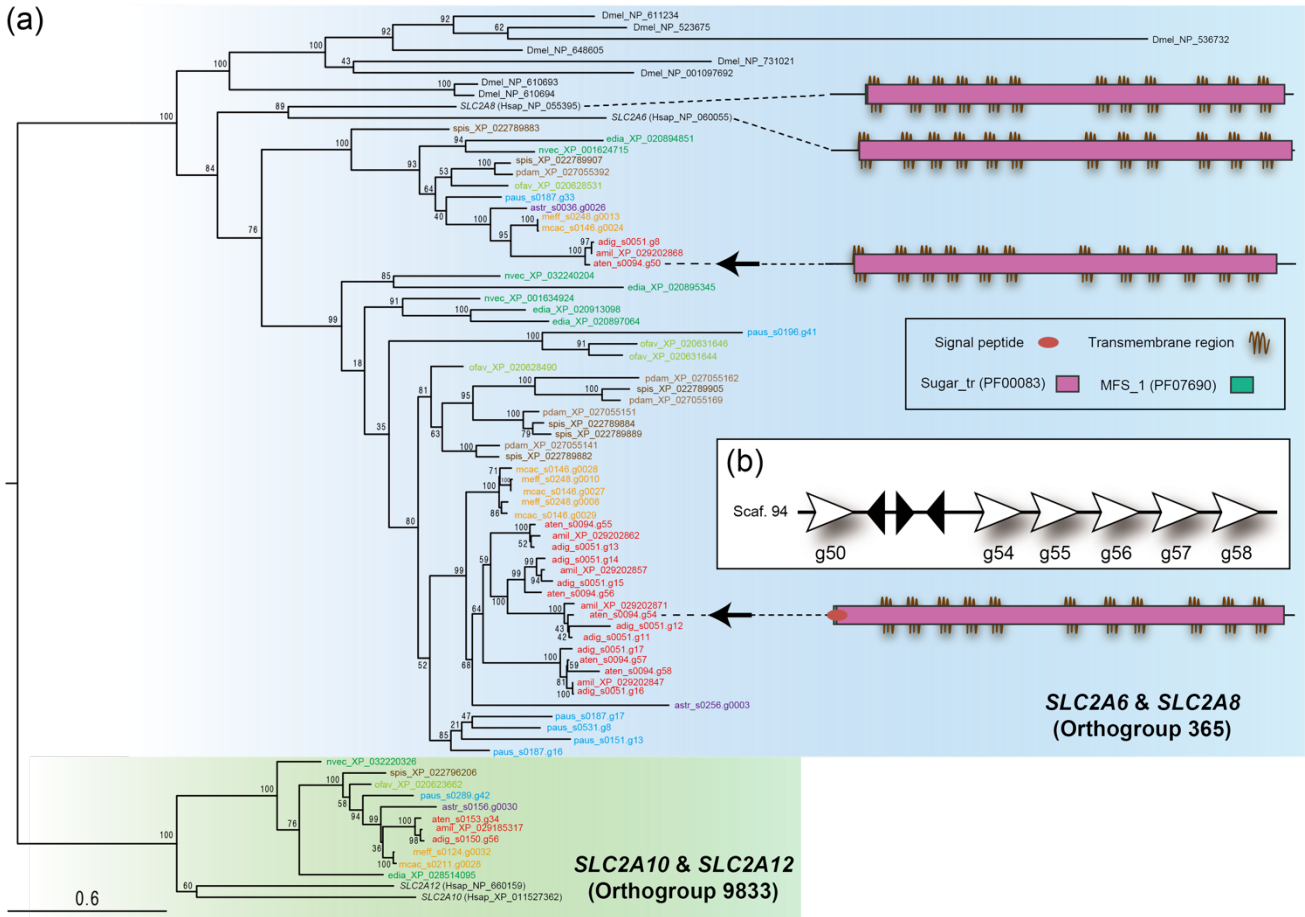 (a)
Dmel_NP_611234
Dmel_NP_523675
Dmel_NP_536732
Dmel_NP_648605
Dmel_NP_731021
Dmel_NP_001097692
Dmel_NP_610693
Dmel_NP_610694
SLC2A8 (Hsap_NP_055395)
SLC2A6 (Hsap_NP_060055)
spis_XP_022789883
edia_XP_020894851
nvec_XP_001624715
spis_XP_022789907
pdam_XP_027055392
ofav_XP_020628531
paus_s0187.g33
astr_s0036.g0026
meff_s0248.g0013
mcac_s0146.g0024
adig_s0051.g8
amil_XP_029202868
aten_s0094.g50
nvec_XP_032240204
edia_XP_020895345
nvec_XP_001634924
edia_XP_020913098
edia_XP_020897064
paus_s0196.g41
ofav_XP_020631646
ofav_XP_020631644
ofav_XP_020628490
pdam_XP_027055162
spis_XP_022789905
pdam_XP_027055169
pdam_XP_027055151
spis_XP_022789884
spis_XP_022789889
pdam_XP_027055141
spis_XP_022789882
mcac_s0146.g0028
meff_s0248.g0010
mcac_s0146.g0027
meff_s0248.g0008
mcac_s0146.g0029
aten_s0094.g55
amil_XP_029202862
adig_s0051.g13
adig_s0051.g14
amil_XP_029202857
adig_s0051.g15
aten_s0094.g56
amil_XP_029202871
aten_s0094.g54
adig_s0051.g12
adig_s0051.g11
adig_s0051.g17
aten_s0094.g57
aten_s0094.g58
amil_XP_029202847
adig_s0051.g16
astr_s0256.g0003
paus_s0187.g17
paus_s0531.g8
paus_s0151.g13
paus_s0187.g16
nvec_XP_032220326
spis_XP_022796206
ofav_XP_020623662
paus_s0289.g42
astr_s0156.g0030
aten_s0153.g34
amil_XP_029185317
adig_s0150.g56
meff_s0124.g0032
mcac_s0211.g0028
edia_XP_028514095
SLC2A12 (Hsap_NP_660159)
SLC2A10 (Hsap_XP_011527362)
92
62
92
100
43
100
100
100
89
84
100
94
93
100
53
64
40
100
100
95
97
100
76
85
99
91
100
18
100
91
35
81
100
95
100
63
100
79
100
80
71
100
86
99
100
52
59
99
99
94
100
100
43
42
64
100
59
81
100
68
52
47
21
85
100
100
100
76
58
94
99
100
98
36
100
60
0.6
Signal peptide
Transmembrane region
Sugar_tr (PF00083)
MFS_1 (PF07690)
(b)
Scaf. 94
g50
g54
g55
g56
g57
g58
SLC2A6 & SLC2A8
(Orthogroup 365)
SLC2A10 & SLC2A12
(Orthogroup 9833)